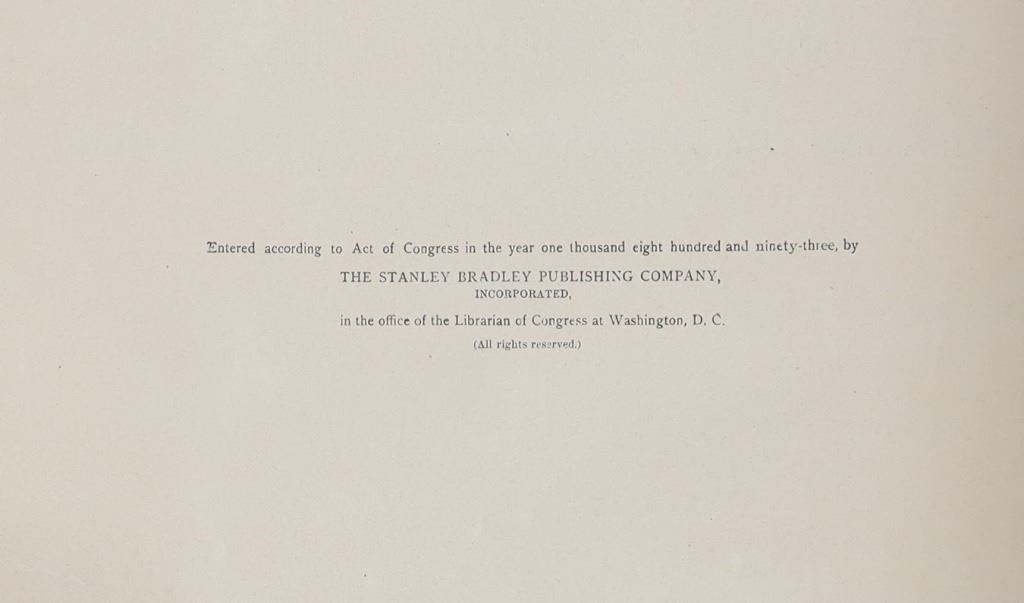 Entered according to Act of Congress in the year one thousand eight hundred and ninety-three, by
THE STANLEY BRADLEY PUBLISHING COMPANY,
INCORPORATED,
in the office of the Librarian of Congress at Washington, D. C.
(All rights reserved.)